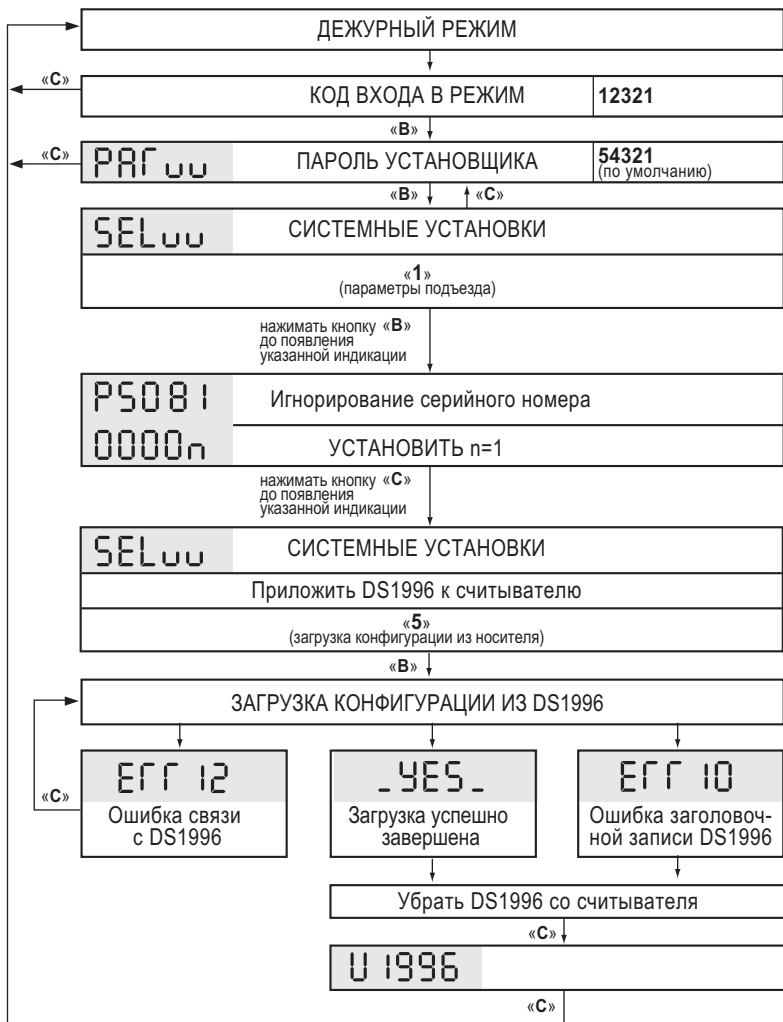 ДЕЖУРНЫЙ РЕЖИМ
«С»
КОД ВХОДА В РЕЖИМ
12321
«В»
«С»
PAГuu
ПАРОЛЬ УСТАНОВЩИКА
54321
(по умолчанию)
«В»
«С»
SELuu
СИСТЕМНЫЕ УСТАНОВКИ
«1»
(параметры подъезда)
нажимать кнопку «В»
до появления
указанной индикации
PS081
Игнорирование серийного номера
0000n
УСТАНОВИТЬ n=1
нажимать кнопку «С»
до появления
указанной индикации
SELuu
СИСТЕМНЫЕ УСТАНОВКИ
Приложить DS1996 к считывателю
«5»
(загрузка конфигурации из носителя)
«В»
ЗАГРУЗКА КОНФИГУРАЦИИ ИЗ DS1996
«С»
EГГ 12
Ошибка связи
с DS1996
_YES_
Загрузка успешно
завершена
EГГ 10
Ошибка заголовоч-
ной записи DS1996
Убрать DS1996 со считывателя
«С»
U 1996
«С»